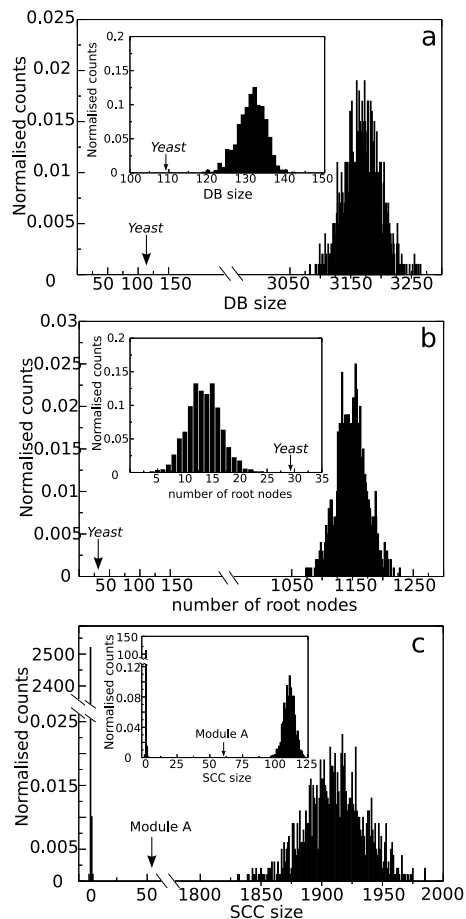 a
0.025
0.02
0.015
0.01
0.005
0
Normalised counts
0.2
0.15
0.1
0.05
0
Normalised counts
Yeast
100 110 120 130 140 150
DB size
Yeast
50 100 150 3050 3150 3250
DB size
b
0.03
0.025
0.02
0.015
0.01
0.005
0
Normalised counts
0.2
0.15
0.1
0.05
0
Normalised counts
Yeast
5 10 15 20 25 30 35
number of root nodes
Yeast
50 100 150 1050 1150 1250
number of root nodes
c
2500
2400
0.025
0.02
0.015
0.01
0.005
0
Normalised counts
150
100
0.12
0.08
0.04
0
Normalised counts
Module A
0 25 50 75 100 125
SCC size
Module A
0 50 1800 1850 1900 1950 2000
SCC size